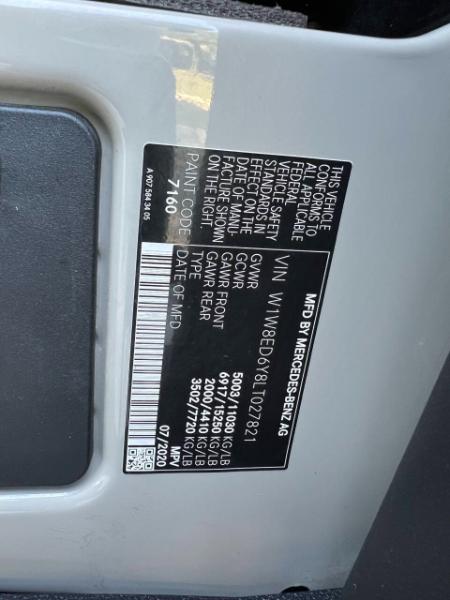 MFD BY MERCEDES-BENZ AG
VIN W1W8ED6Y8LT027821
GVWR 5003/11030 KG/LB
GCWR 6917/15250 KG/LB
GAWR FRONT 2000/4410 KG/LB
GAWR REAR 3502/7720 KG/LB
TYPE MPV
DATE OF MANU. 07/2020
THIS VEHICLE
CONFORMS TO
ALL APPLICABLE
FEDERAL
VEHICLE SAFETY
STANDARDS IN
EFFECT ON THE
DATE OF MANU-
FACTURE SHOWN
ON THE RIGHT.
PAINT CODE
7160
A 907 584 34 05